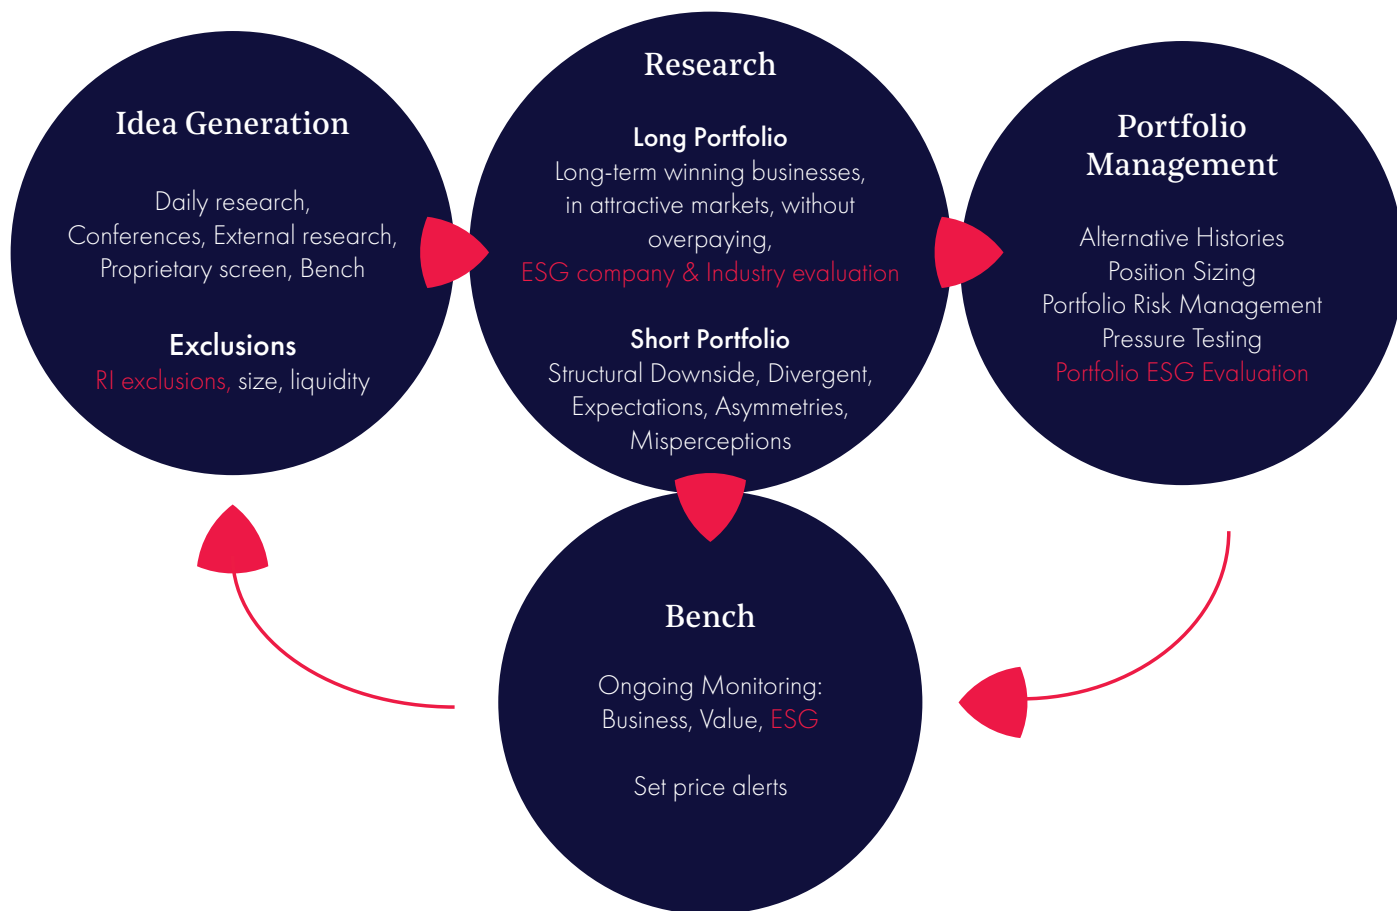 Idea Generation
Daily research,
Conferences, External research,
Proprietary screen, Bench
Exclusions
RI exclusions, size, liquidity
Research
Long Portfolio
Long-term winning businesses,
in attractive markets, without
overpaying,
ESG company & Industry evaluation
Short Portfolio
Structural Downside, Divergent,
Expectations, Asymmetries,
Misperceptions
Portfolio
Management
Alternative Histories
Position Sizing
Portfolio Risk Management
Pressure Testing
Portfolio ESG Evaluation
Bench
Ongoing Monitoring:
Business, Value, ESG
Set price alerts